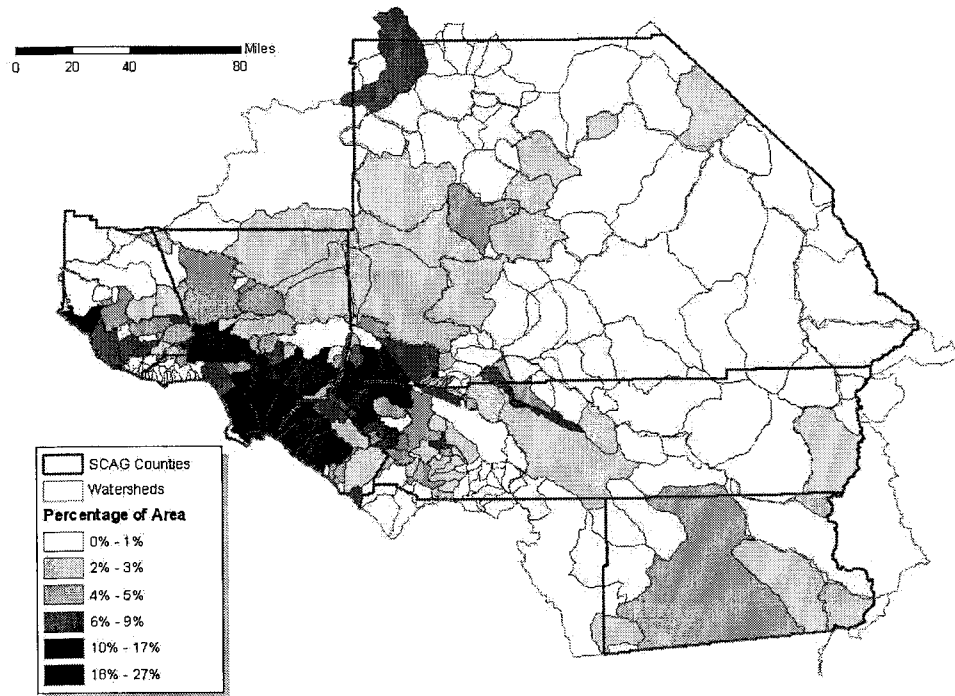 Miles
0 20 40 80
SCAG Counties
Watersheds
Percentage of Area
0% - 1%
2% - 3%
4% - 5%
6% - 9%
10% - 17%
18% - 27%